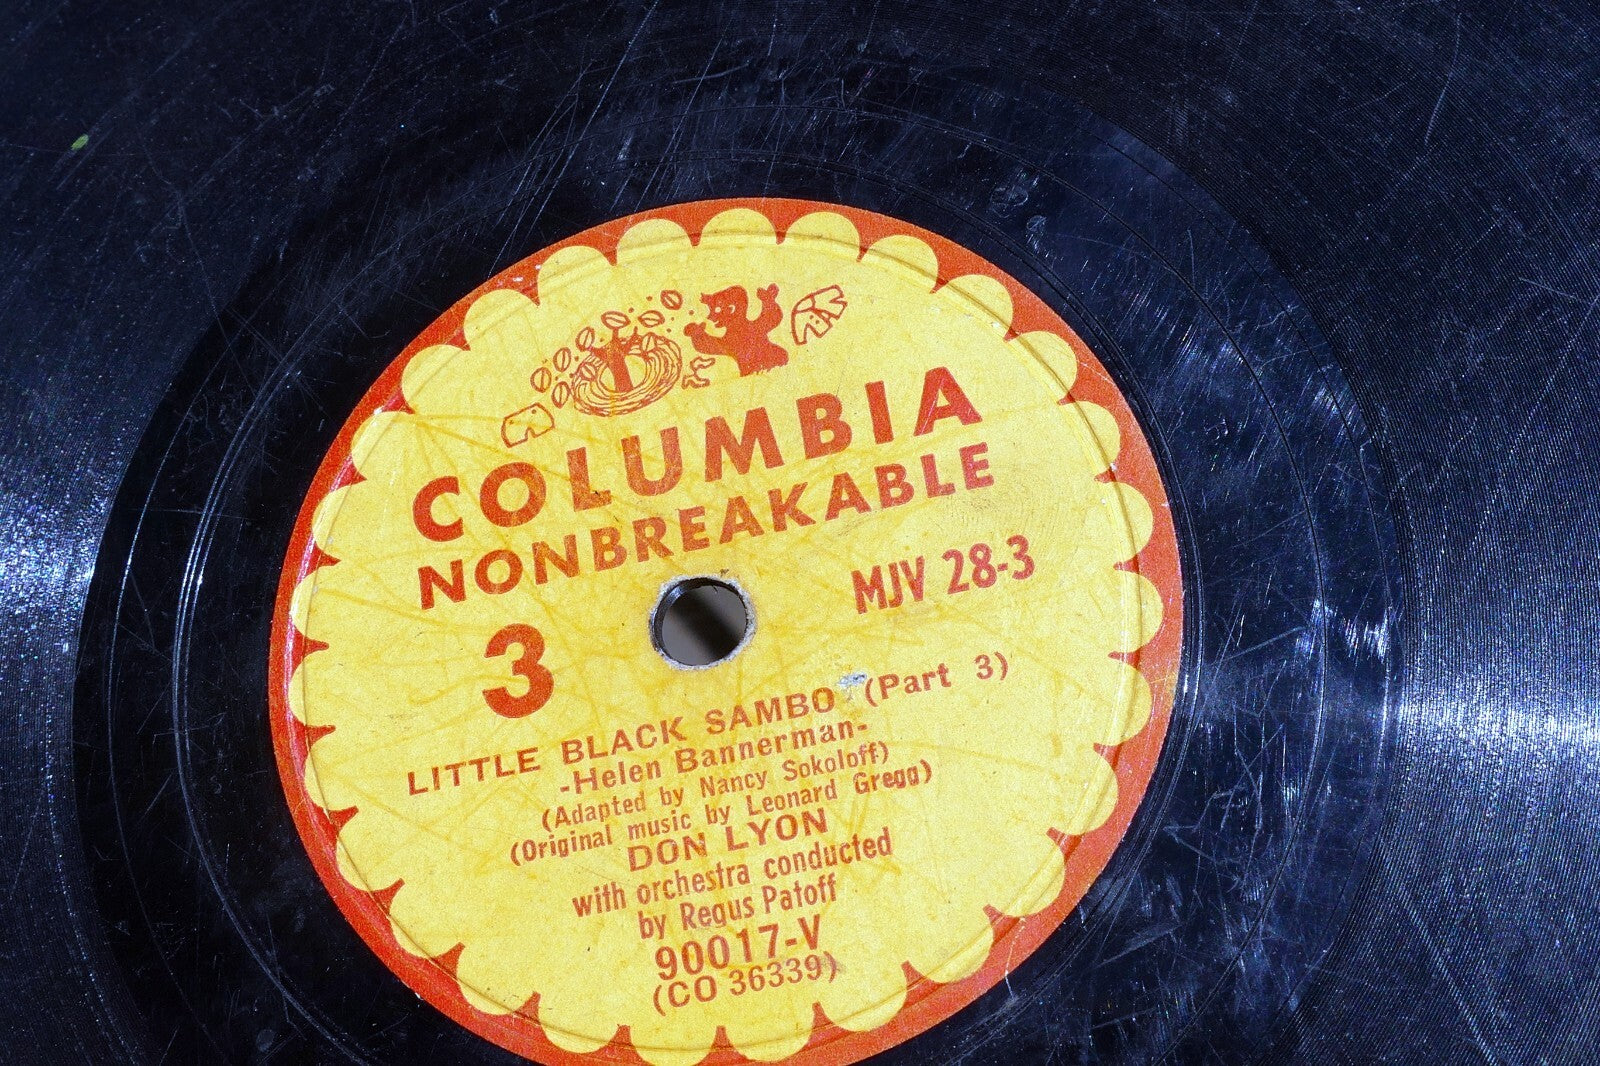 COLUMBIA
NONBREAKABLE
MJV 28-3
3
LITTLE BLACK SAMBO (Part 3)
-Helen Bannerman-
(Adapted by Nancy Sokoloff)
(Original music by Leonard Gregg)
DON LYON
with orchestra conducted
by Regus Patoff
90017-V
(CO 36339)